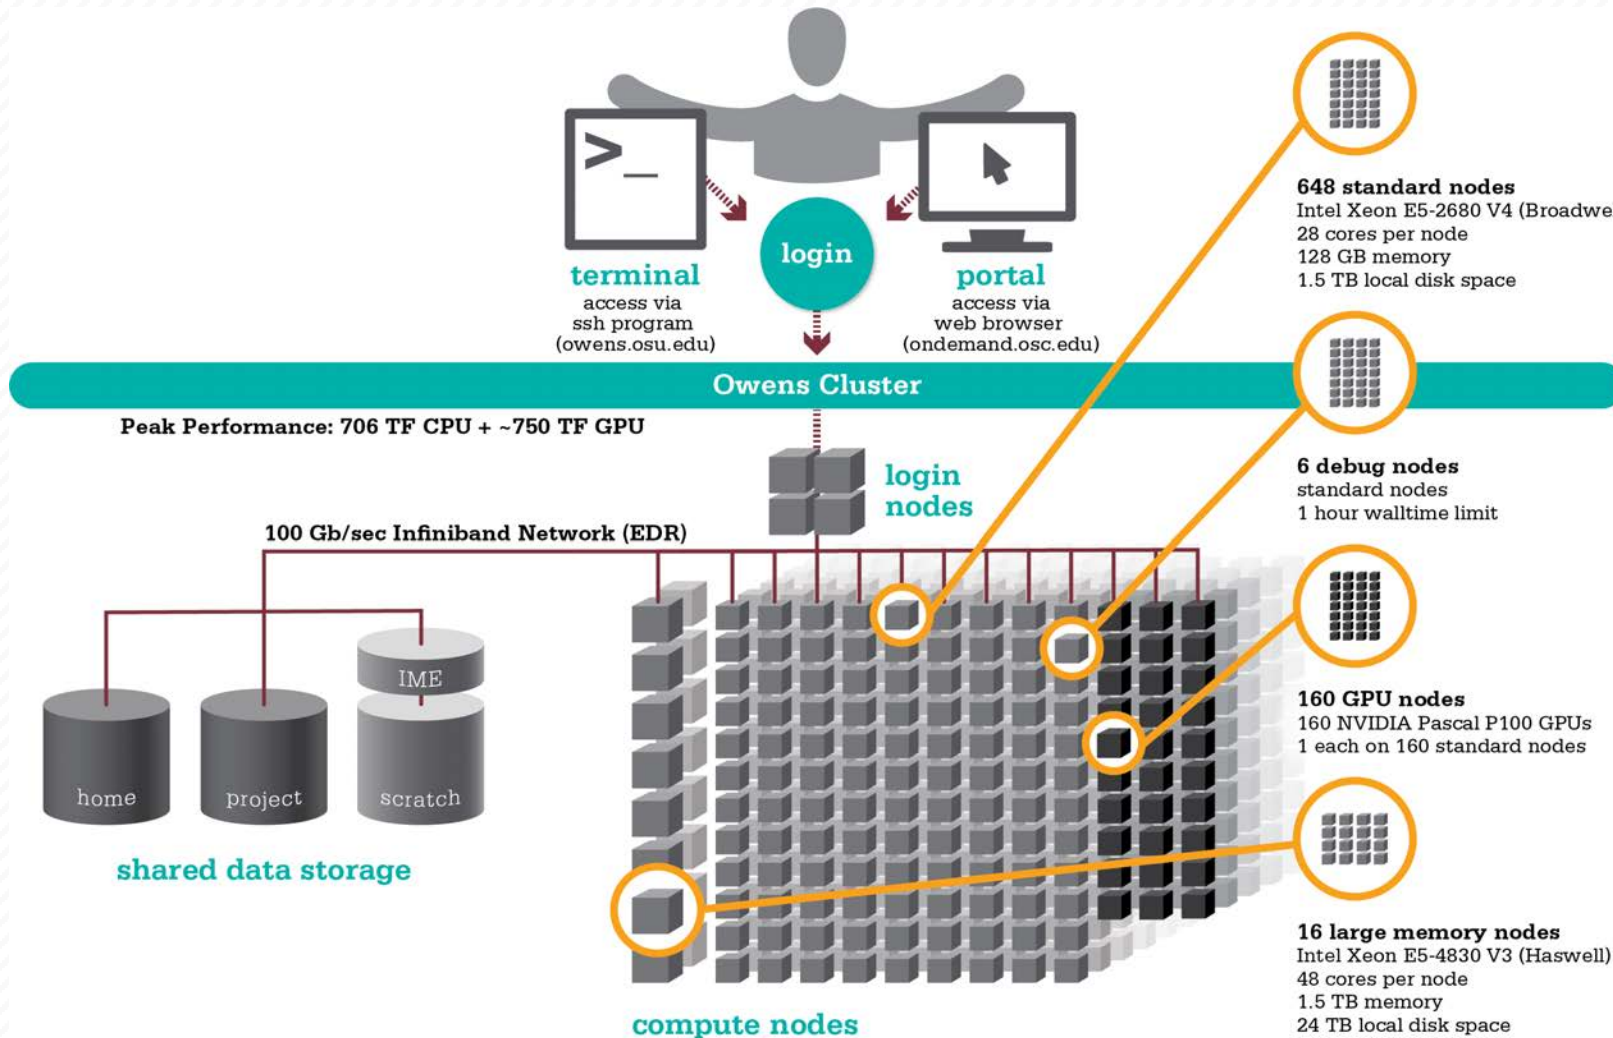 >_
login
terminal
access via
ssh program
(owens.osu.edu)
portal
access via
web browser
(ondemand.osc.edu)
Owens Cluster
Peak Performance: 706 TF CPU + ~750 TF GPU
login
nodes
100 Gb/sec Infiniband Network (EDR)
IME
home
project
scratch
shared data storage
compute nodes
648 standard nodes
Intel Xeon E5-2680 V4 (Broadwe
28 cores per node
128 GB memory
1.5 TB local disk space
6 debug nodes
standard nodes
1 hour walltime limit
160 GPU nodes
160 NVIDIA Pascal P100 GPUs
1 each on 160 standard nodes
16 large memory nodes
Intel Xeon E5-4830 V3 (Haswell)
48 cores per node
1.5 TB memory
24 TB local disk space